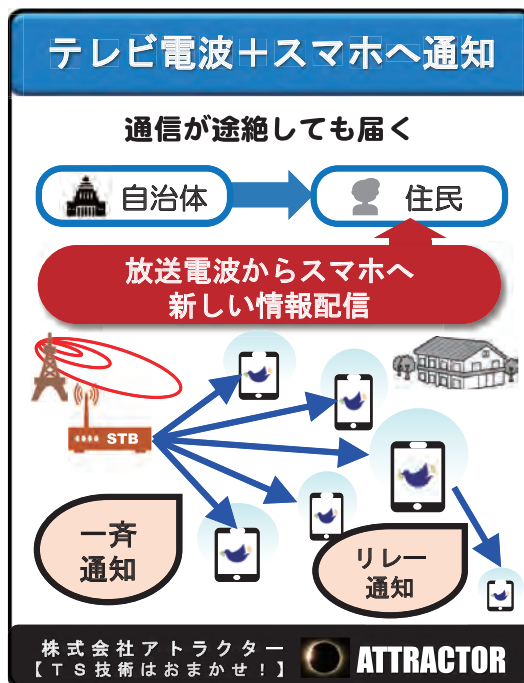 テレビ電波＋スマホへ通知
通信が途絶しても届く
自治体
住民
放送電波からスマホへ
新しい情報配信
STB
一斉
通知
リレー
通知
株式会社アトラクター
【TS技術はおまかせ！】
ATTRACTOR